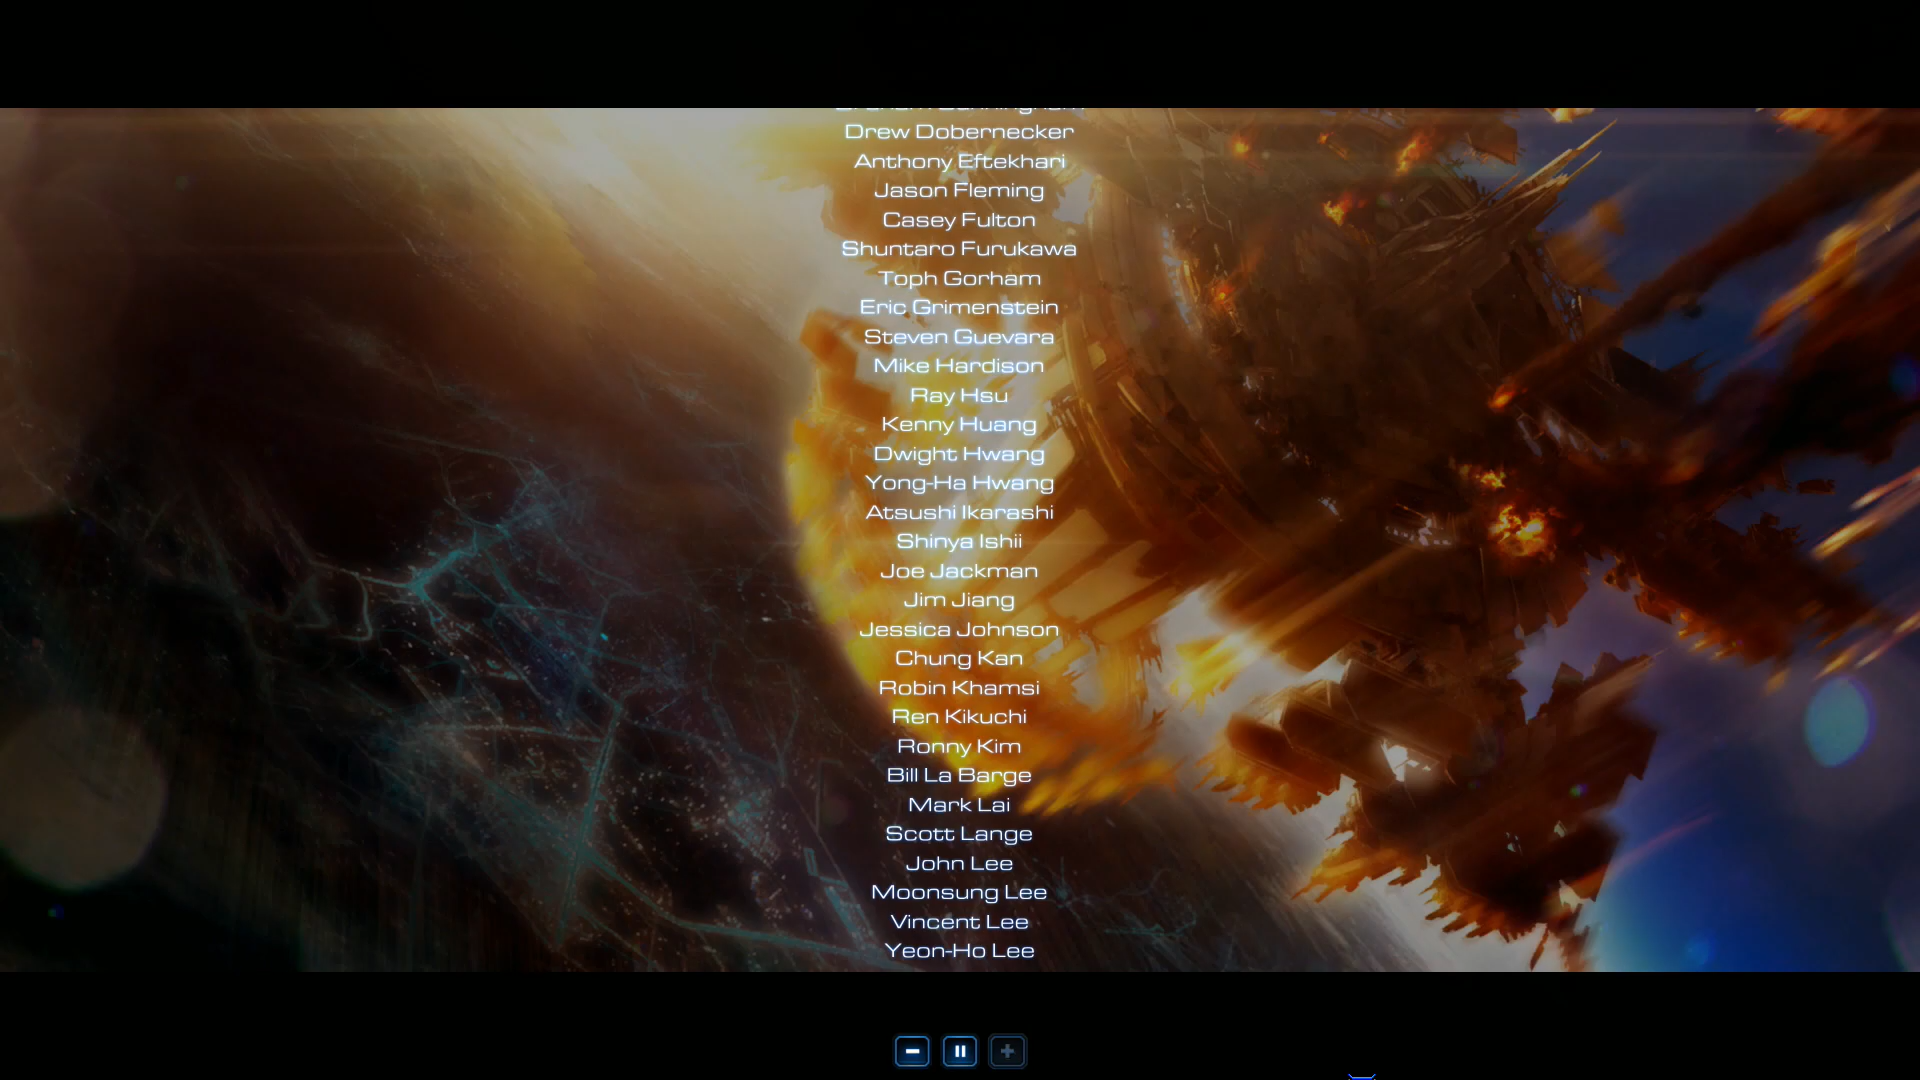 Drew Dobernecker
Anthony Eftekhari
Jason Fleming
Casey Fulton
Shuntaro Furukawa
Toph Gorham
Eric Grimenstein
Steven Guevara
Mike Hardison
Ray Hsu
Kenny Huang
Dwight Hwang
Yong-Ha Hwang
Atsushi Ikarashi
Shinya Ishii
Joe Jackman
Jim Jiang
Jessica Johnson
Chung Kan
Robin Khamsi
Ren Kikuchi
Ronny Kim
Bill La Barge
Mark Lai
Scott Lange
John Lee
Moonsung Lee
Vincent Lee
Yeon-Ho Lee